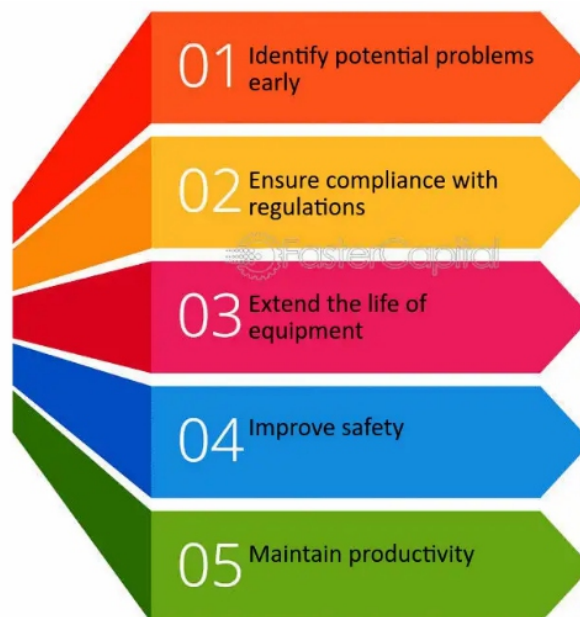 01 Identify potential problems
early
02 Ensure compliance with
regulations
FasterCapital
03 Extend the life of
equipment
04 Improve safety
05 Maintain productivity